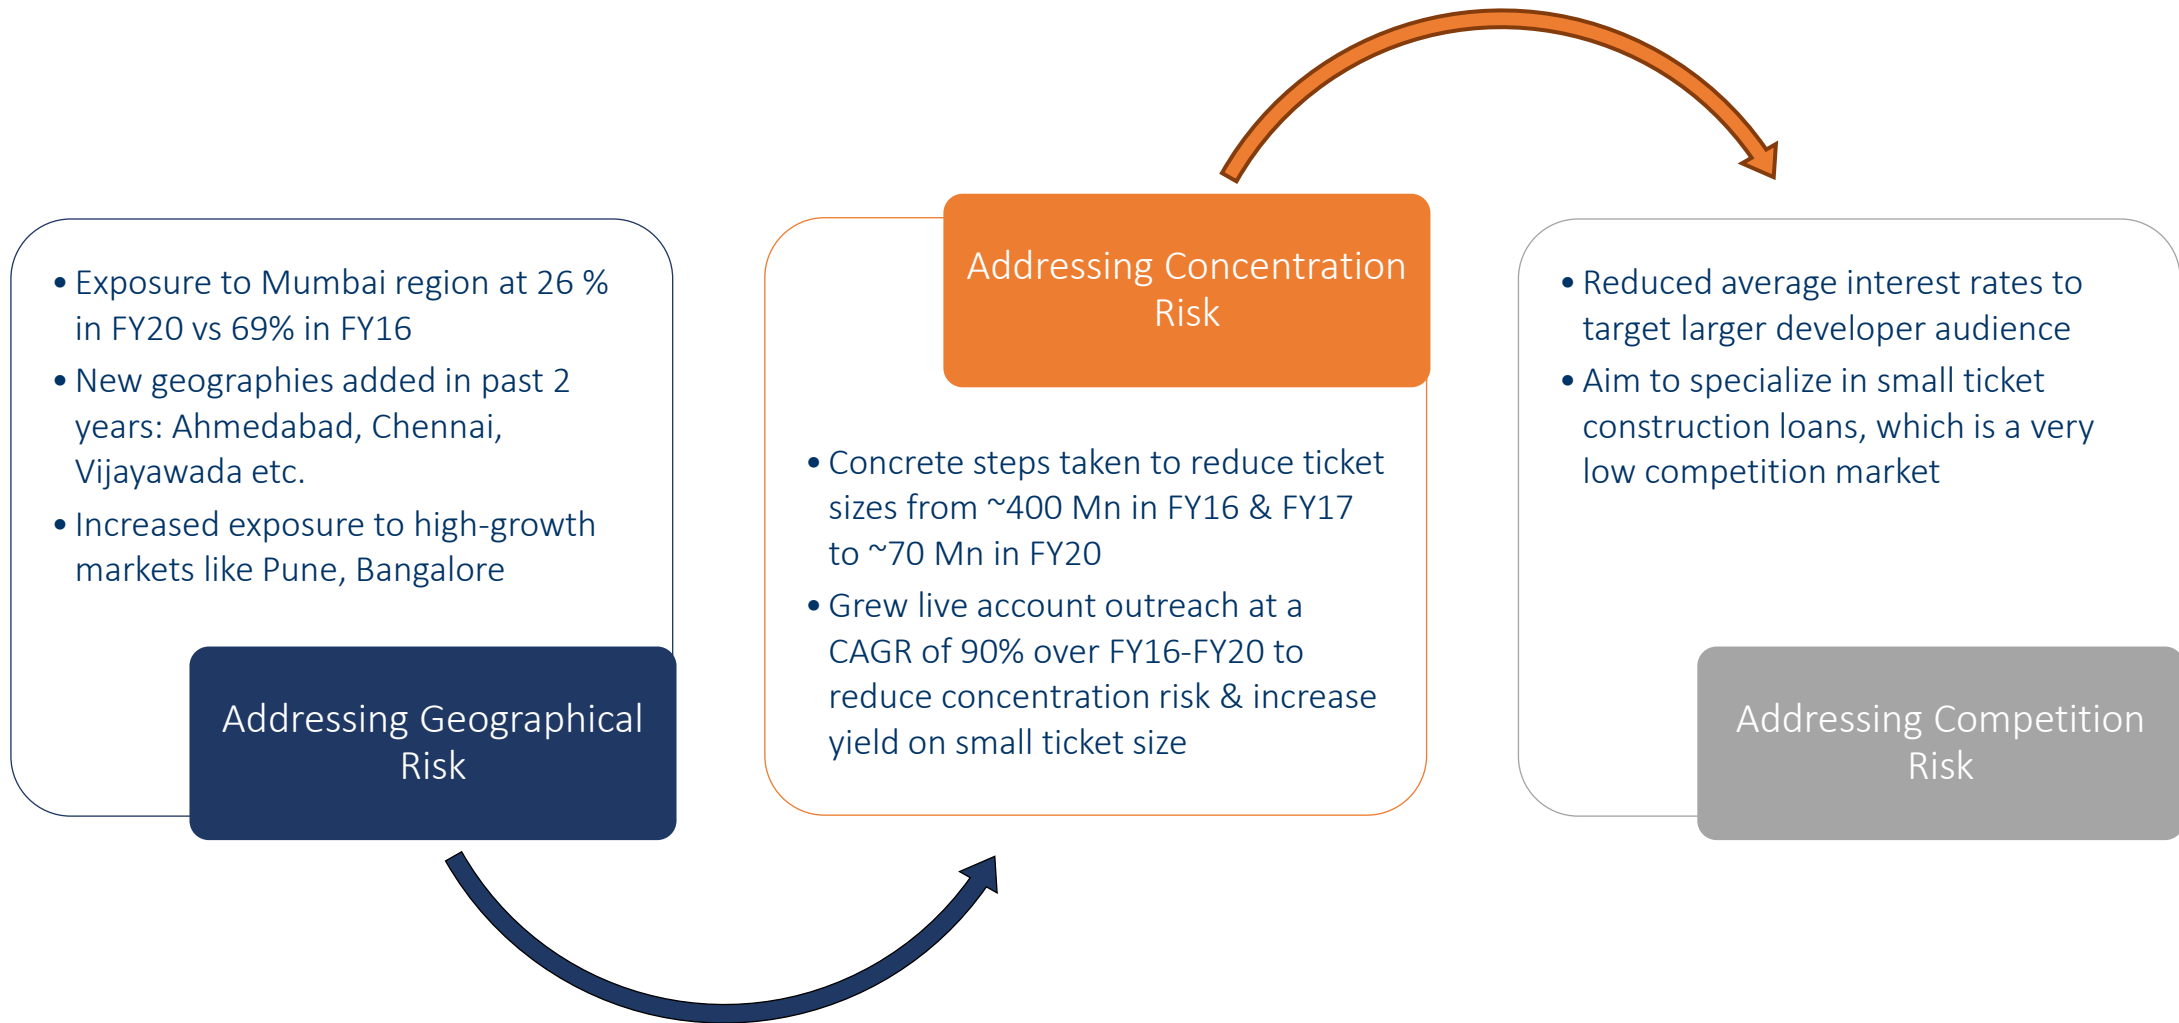 • Exposure to Mumbai region at 26 %
in FY20 vs 69% in FY16
• New geographies added in past 2
years: Ahmedabad, Chennai,
Vijayawada etc.
• Increased exposure to high-growth
markets like Pune, Bangalore
Addressing Geographical
Risk
Addressing Concentration
Risk
• Concrete steps taken to reduce ticket
sizes from ~400 Mn in FY16 & FY17
to ~70 Mn in FY20
• Grew live account outreach at a
CAGR of 90% over FY16-FY20 to
reduce concentration risk & increase
yield on small ticket size
• Reduced average interest rates to
target larger developer audience
• Aim to specialize in small ticket
construction loans, which is a very
low competition market
Addressing Competition
Risk